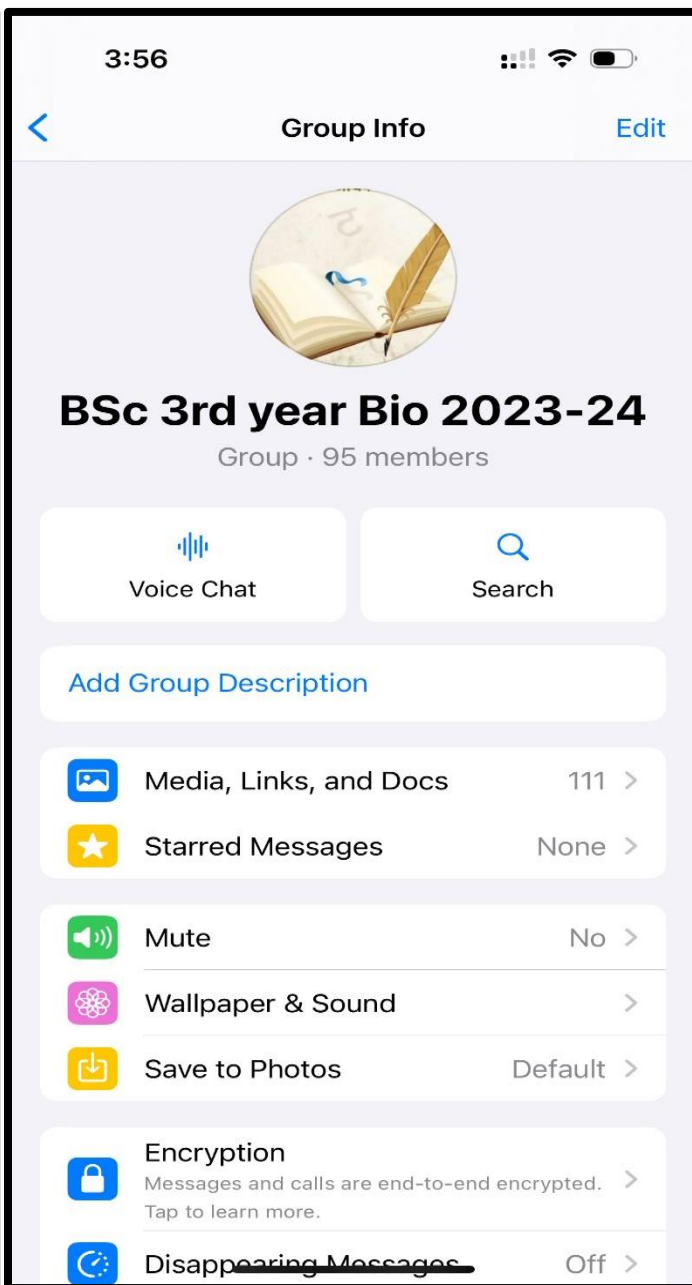 3:56
Group Info
Edit
BSc 3rd year Bio 2023-24
Group · 95 members
Voice Chat
Search
Add Group Description
Media, Links, and Docs 111
Starred Messages None
Mute No
Wallpaper & Sound
Save to Photos Default
Encryption
Messages and calls are end-to-end encrypted.
Tap to learn more.
Disappearing Messages Off